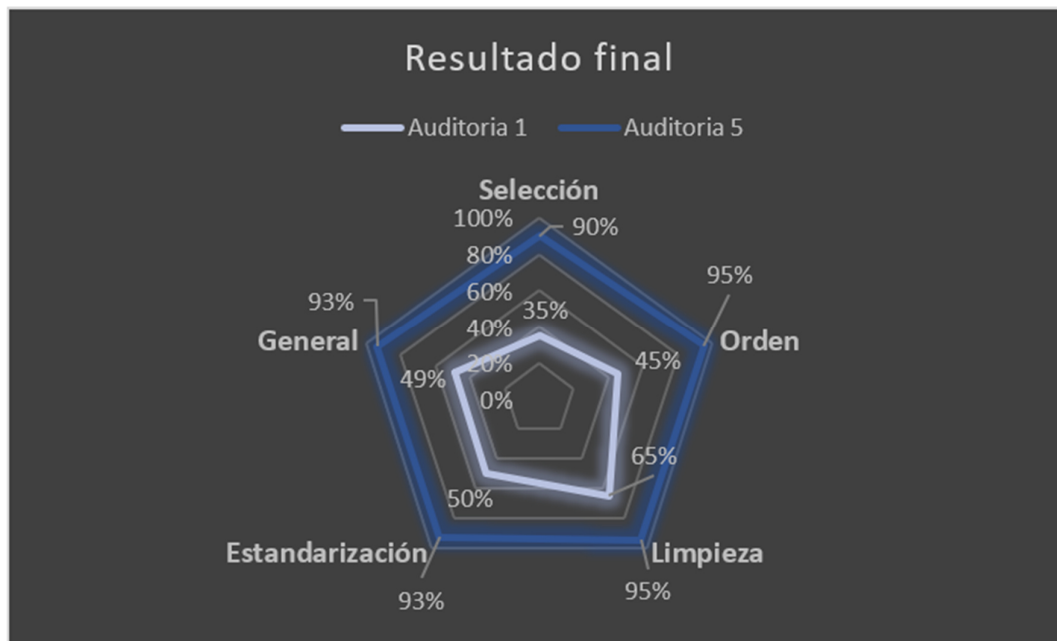 Resultado final
Auditoria 1 Auditoria 5
Selección
100%
90%
80%
95%
60%
93%
35%
40%
General
Orden
45%
20%
49%
0%
65%
50%
Estandarización
Limpieza
93%
95%